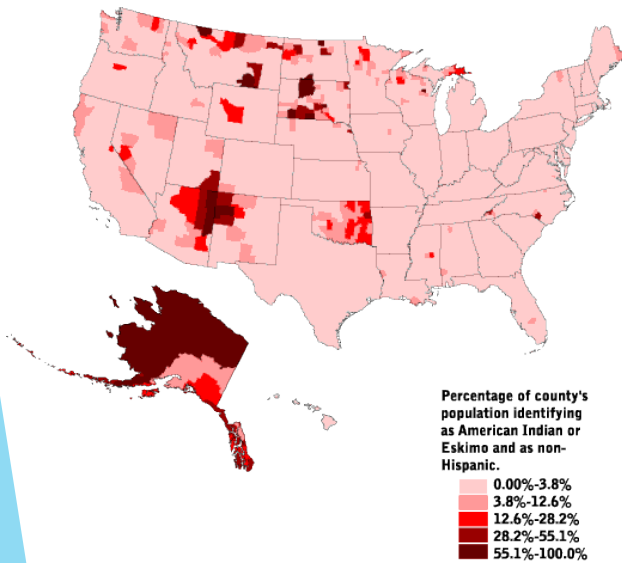 Percentage of county's
population identifying
as American Indian or
Eskimo and as non-
Hispanic.
0.00%-3.8%
3.8%-12.6%
12.6%-28.2%
28.2%-55.1%
55.1%-100.0%